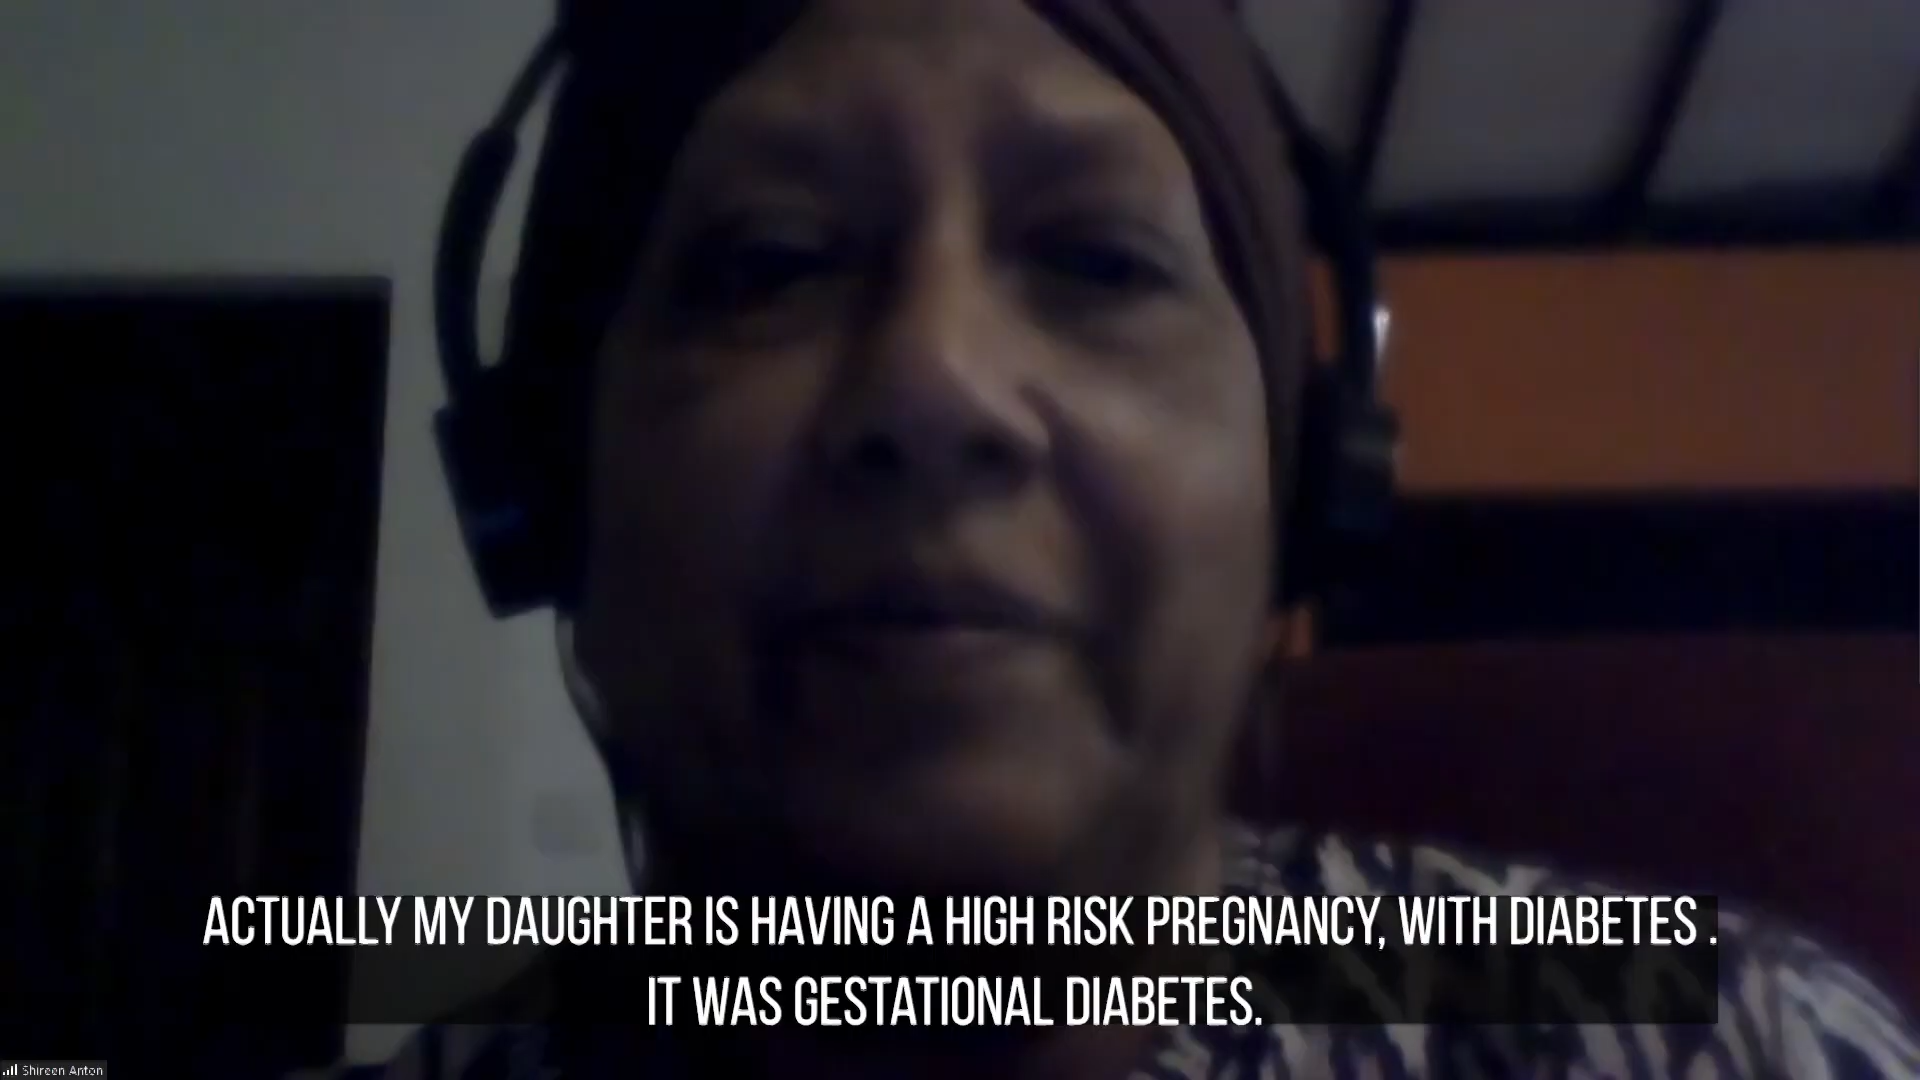 ACTUALLY MY DAUGHTER IS HAVING A HIGH RISK PREGNANCY, WITH DIABETES .
IT WAS GESTATIONAL DIABETES.
Shireen Anton